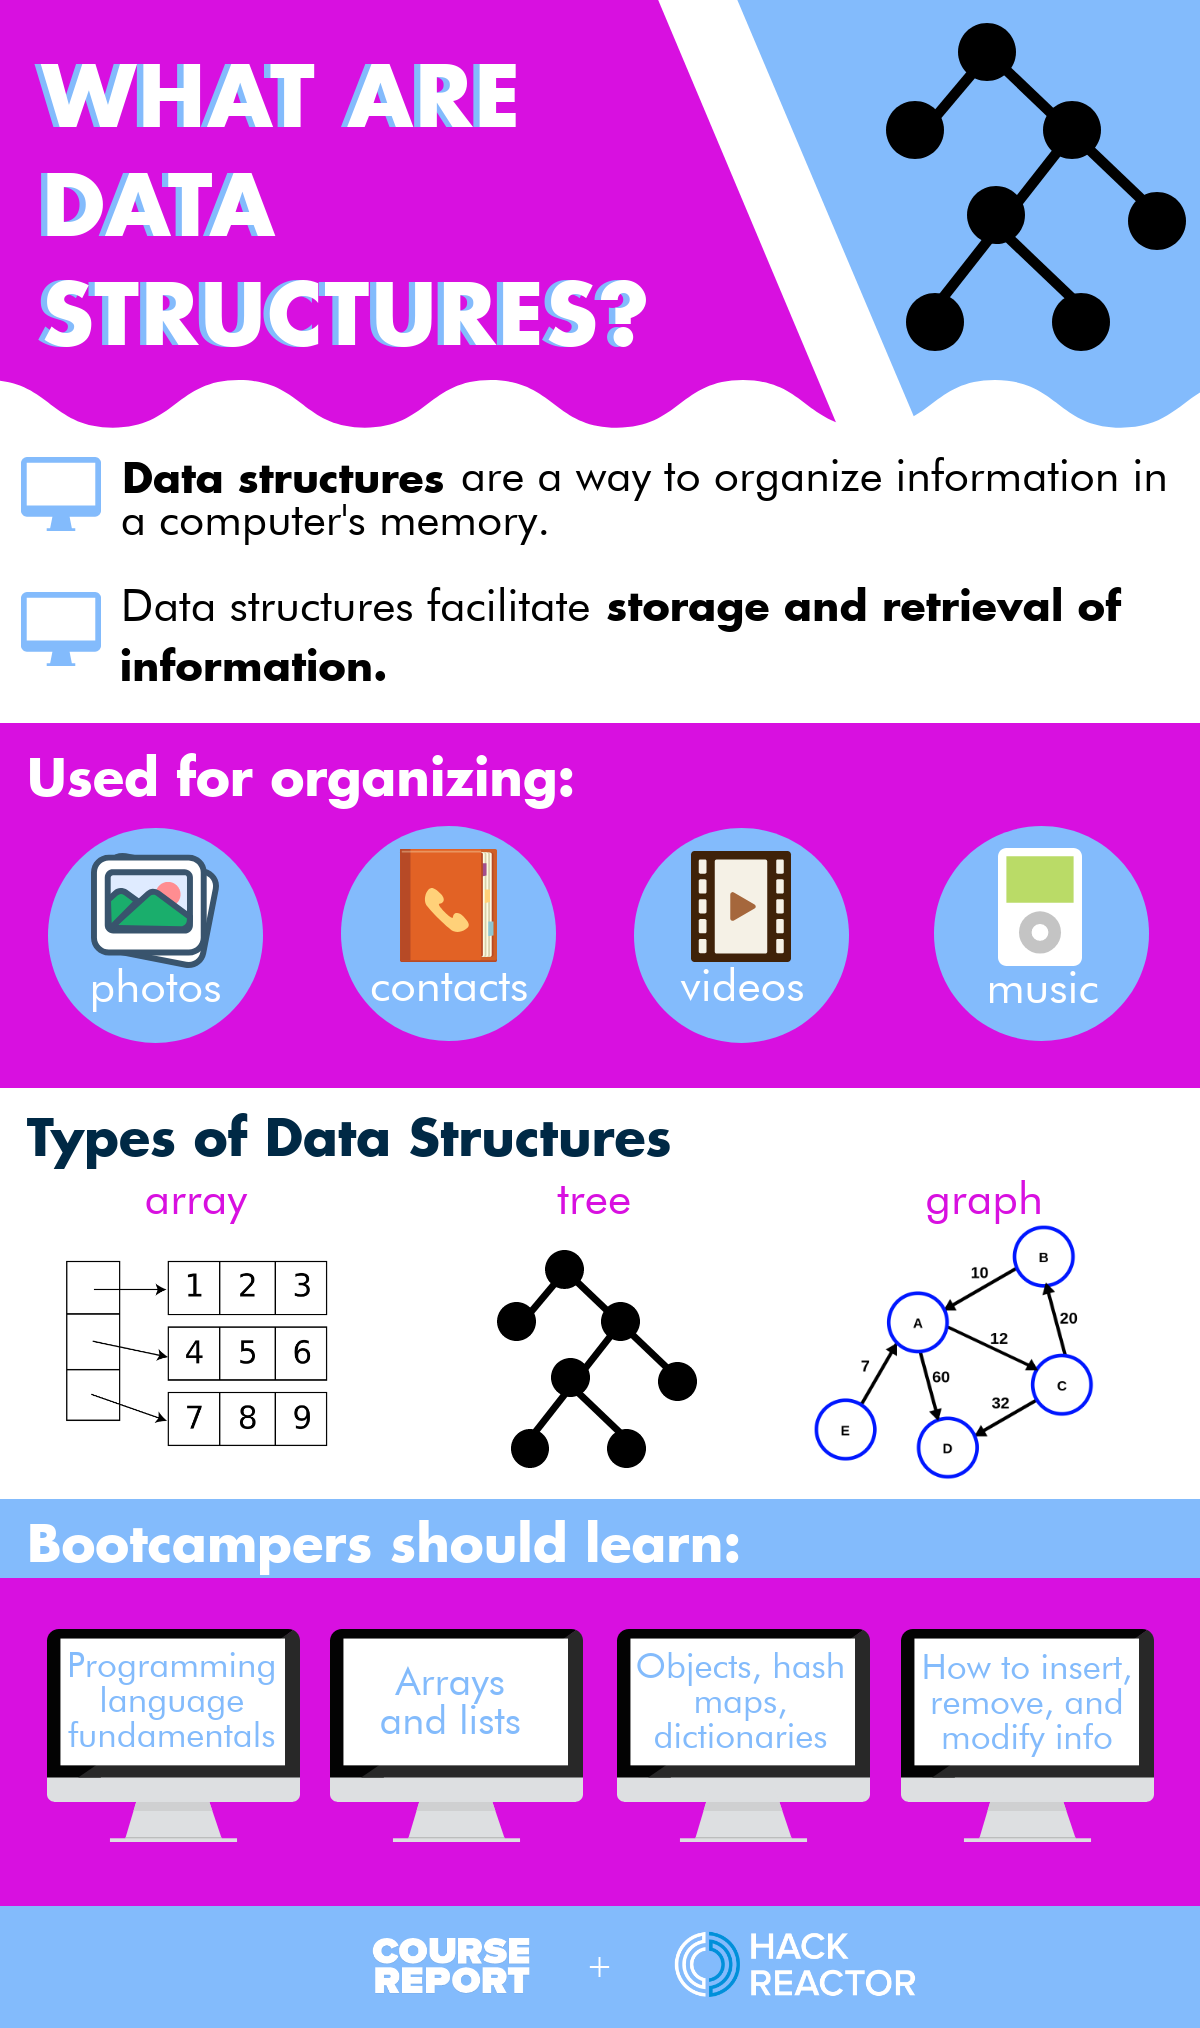 WHAT ARE
DATA
STRUCTURES?
Data structures are a way to organize information in
a computer's memory.
Data structures facilitate storage and retrieval of
information.
Used for organizing:
photos
contacts
videos
music
Types of Data Structures
array
tree
graph
1 2 3
4 5 6
7 8 9
B
10
A
20
12
7
60
C
32
E
D
Bootcampers should learn:
Programming
language
fundamentals
Arrays
and lists
Objects, hash
maps,
dictionaries
How to insert,
remove, and
modify info
COURSE
REPORT
+
HACK
REACTOR